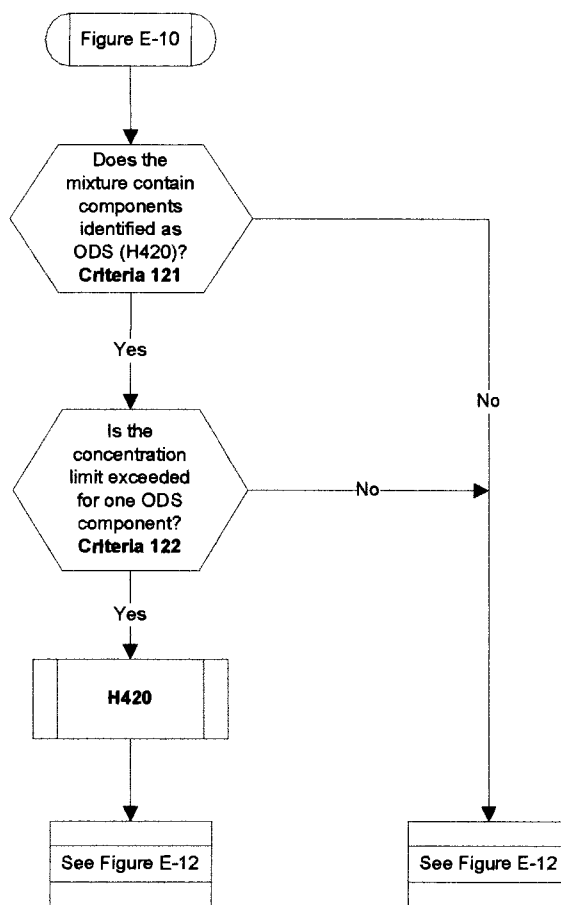 Figure E-10
Does the
mixture contain
components
identified as
ODS (H420)?
Criteria 121
Yes
No
Is the
concentration
limit exceeded
for one ODS
component?
Criteria 122
No
Yes
H420
See Figure E-12
See Figure E-12